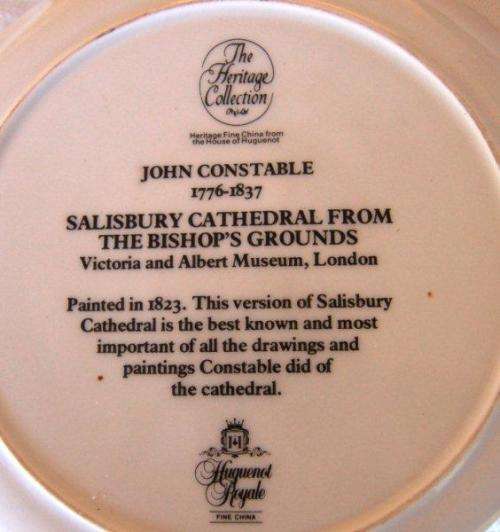 The
Heritage
Collection
(Pty) Ltd
Heritage Fine China from
the House of Huguenot
JOHN CONSTABLE
1776-1837
SALISBURY CATHEDRAL FROM
THE BISHOP'S GROUNDS
Victoria and Albert Museum, London
Painted in 1823. This version of Salisbury
Cathedral is the best known and most
important of all the drawings and
paintings Constable did of
the cathedral.
H
Huguenot
Royale
FINE CHINA